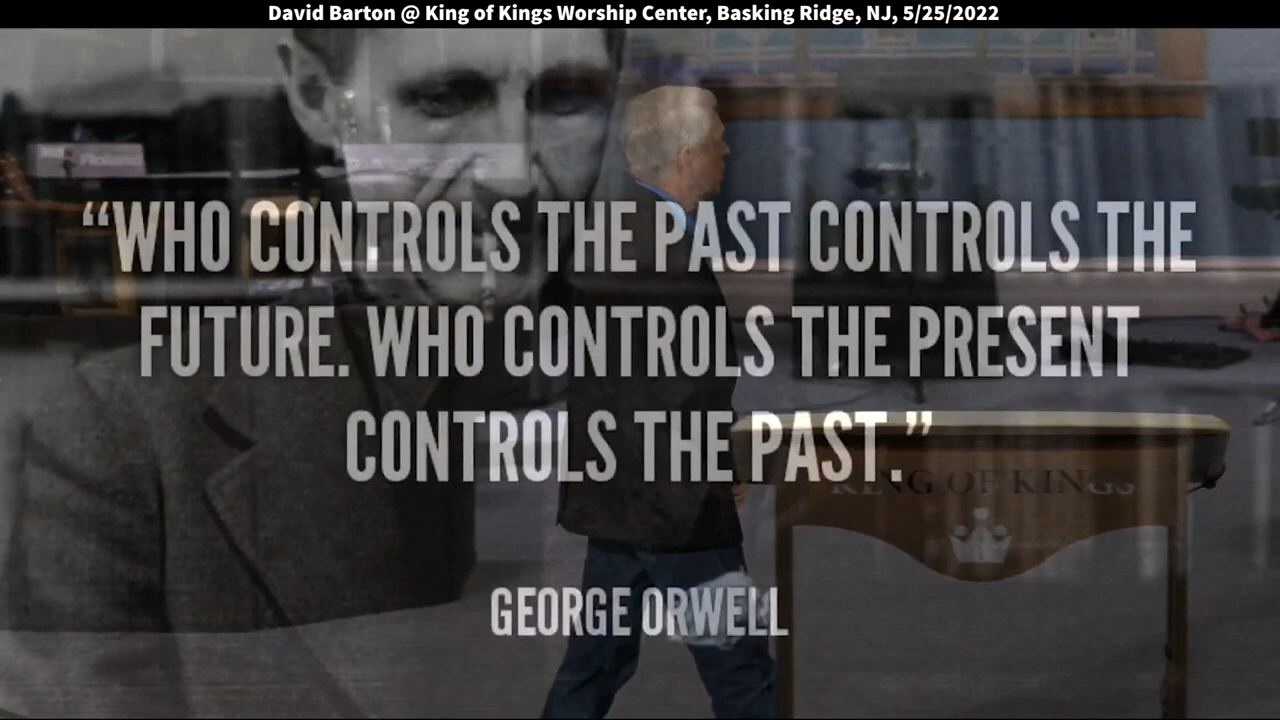 David Barton @ King of Kings Worship Center, Basking Ridge, NJ, 5/25/2022
“WHO CONTROLS THE PAST CONTROLS THE
FUTURE. WHO CONTROLS THE PRESENT
CONTROLS THE PAST.”
KING OF KINGS
GEORGE ORWELL